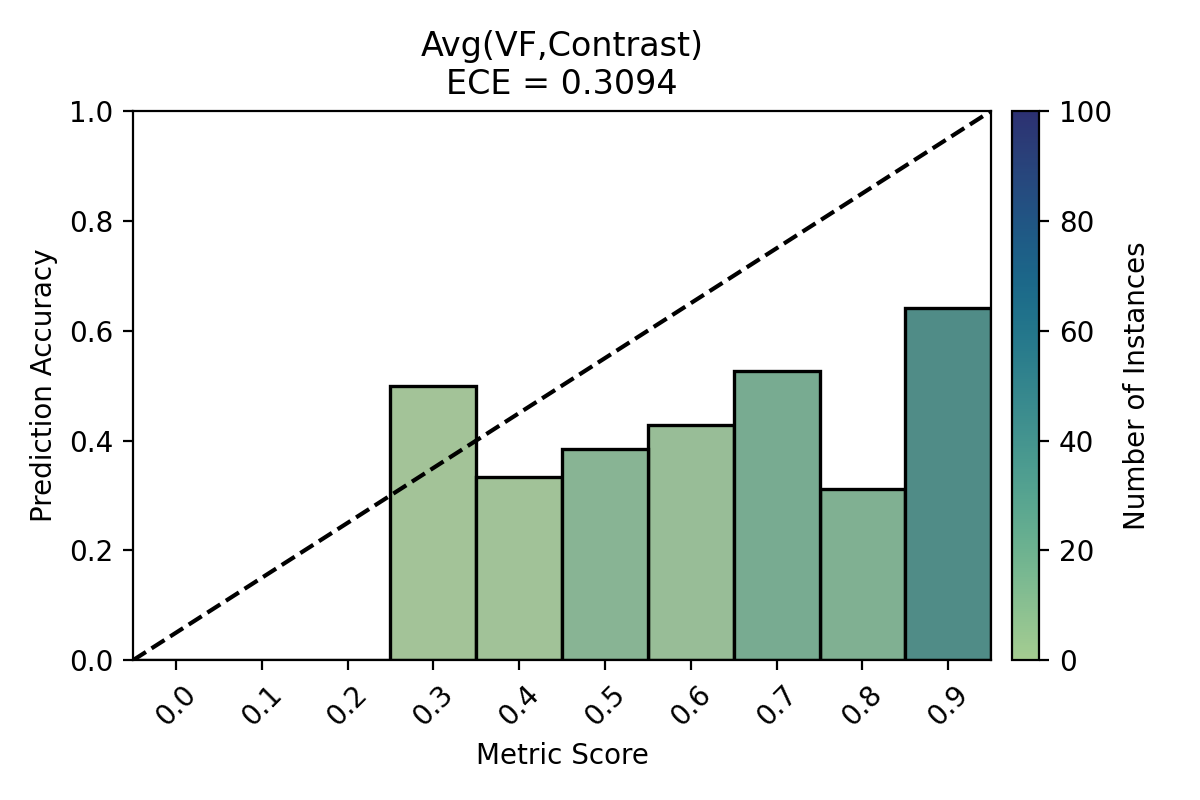 Avg(VF,Contrast)
ECE = 0.3094
Prediction Accuracy
1.0
0.8
0.6
0.4
0.2
0.0
0.0 0.1 0.2 0.3 0.4 0.5 0.6 0.7 0.8 0.9
Metric Score
100
80
60
40
20
0
Number of Instances